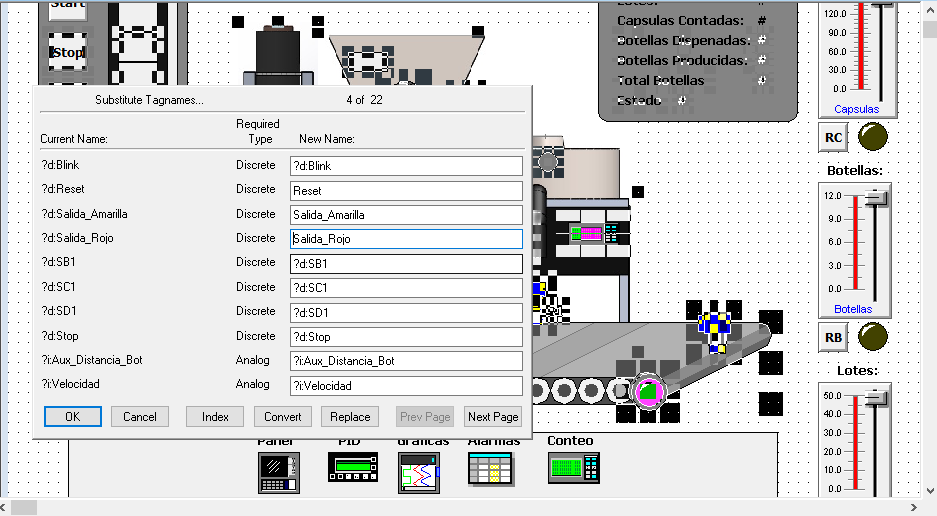 Start
Stop
Capsulas Contadas: #
Botellas Dispenadas: #
Botellas Producidas: #
Total Botellas #
Estado #
120.0
90.0
60.0
30.0
0.0
Capsulas
RC
Botellas:
12.0
9.0
6.0
3.0
0.0
Botellas
RB
Lotes:
50.0
40.0
30.0
20.0
10.0
0.0
Substitute Tagnames... 4 of 22
Current Name: Required Type New Name:
?d:Blink Discrete ?d:Blink
?d:Reset Discrete Reset
?d:Salida_Amarilla Discrete Salida_Amarilla
?d:Salida_Rojo Discrete Salida_Rojo
?d:SB1 Discrete ?d:SB1
?d:SC1 Discrete ?d:SC1
?d:SD1 Discrete ?d:SD1
?d:Stop Discrete ?d:Stop
?i:Aux_Distancia_Bot Analog ?i:Aux_Distancia_Bot
?i:Velocidad Analog ?i:Velocidad
OK Cancel Index Convert Replace Prev Page Next Page
Panel PID Graficas Alarmas Conteo